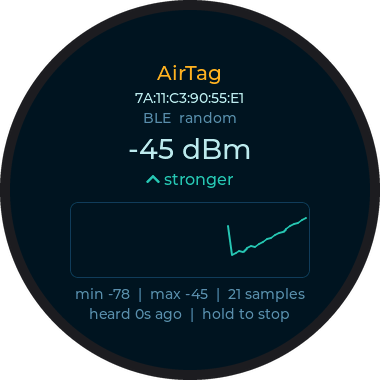 AirTag
7A:11:C3:90:55:E1
BLE random
-45 dBm
stronger
min -78 | max -45 | 21 samples
heard 0s ago | hold to stop